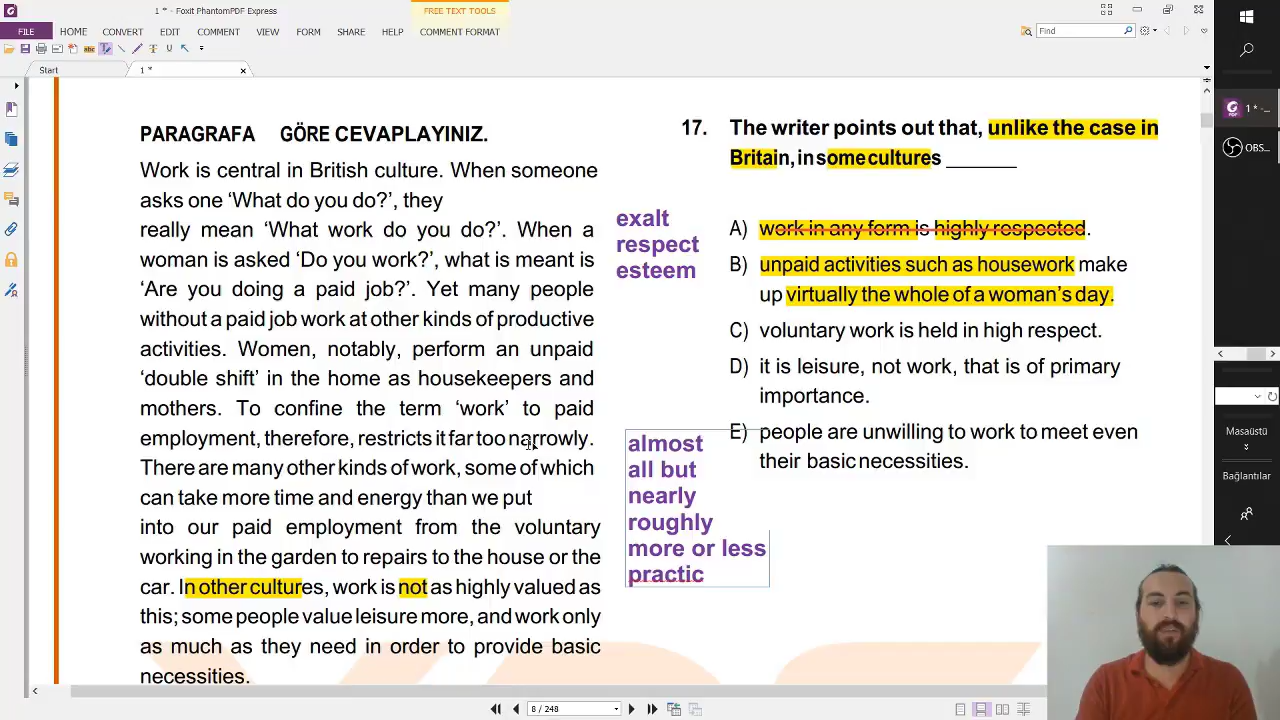 1 * - Foxit PhantomPDF Express
FREE TEXT TOOLS
FILE HOME CONVERT EDIT COMMENT VIEW FORM SHARE HELP COMMENT FORMAT
Find
Start
1 *
PARAGRAFA GÖRE CEVAPLAYINIZ.
Work is central in British culture. When someone
asks one ‘What do you do?’, they
really mean ‘What work do you do?’. When a
woman is asked ‘Do you work?’, what is meant is
‘Are you doing a paid job?’. Yet many people
without a paid job work at other kinds of productive
activities. Women, notably, perform an unpaid
‘double shift’ in the home as housekeepers and
mothers. To confine the term ‘work’ to paid
employment, therefore, restricts it far too narrowly.
There are many other kinds of work, some of which
can take more time and energy than we put
into our paid employment from the voluntary
working in the garden to repairs to the house or the
car. In other cultures, work is not as highly valued as
this; some people value leisure more, and work only
as much as they need in order to provide basic
necessities.
exalt
respect
esteem
almost
all but
nearly
roughly
more or less
practic
17. The writer points out that, unlike the case in
Britain, in some cultures _______
A) work in any form is highly respected.
B) unpaid activities such as housework make
up virtually the whole of a woman’s day.
C) voluntary work is held in high respect.
D) it is leisure, not work, that is of primary
importance.
E) people are unwilling to work to meet even
their basic necessities.
8 / 248
1 * -...
OBS...
Masaüstü
Bağlantılar